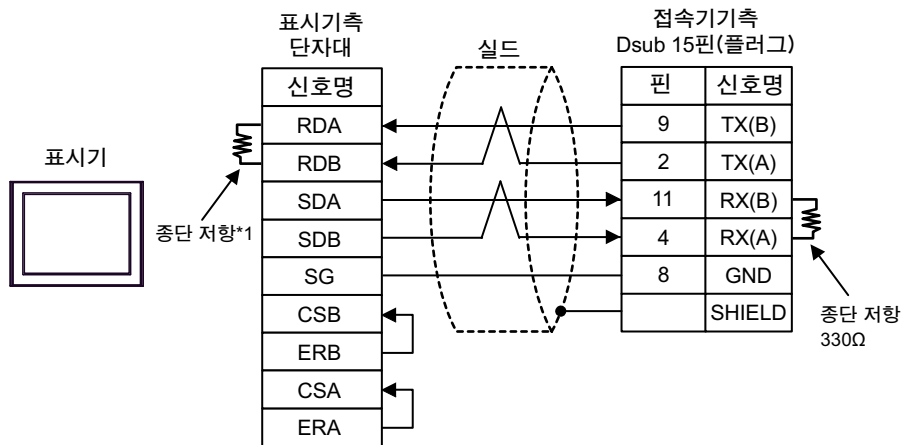 표시기측
단자대
실드
접속기기측
Dsub 15핀(플러그)
표시기
종단 저항*1
신호명
RDA
RDB
SDA
SDB
SG
CSB
ERB
CSA
ERA
핀 신호명
9 TX(B)
2 TX(A)
11 RX(B)
4 RX(A)
8 GND
SHIELD
종단 저항
330Ω